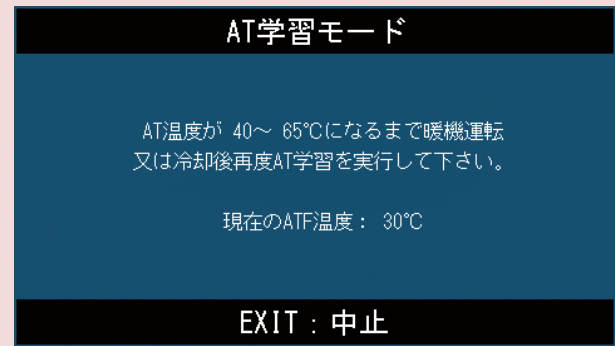 AT学習モード
AT温度が 40～ 65℃になるまで暖機運転
又は冷却後再度AT学習を実行して下さい。
現在のATF温度： 30℃
EXIT：中止